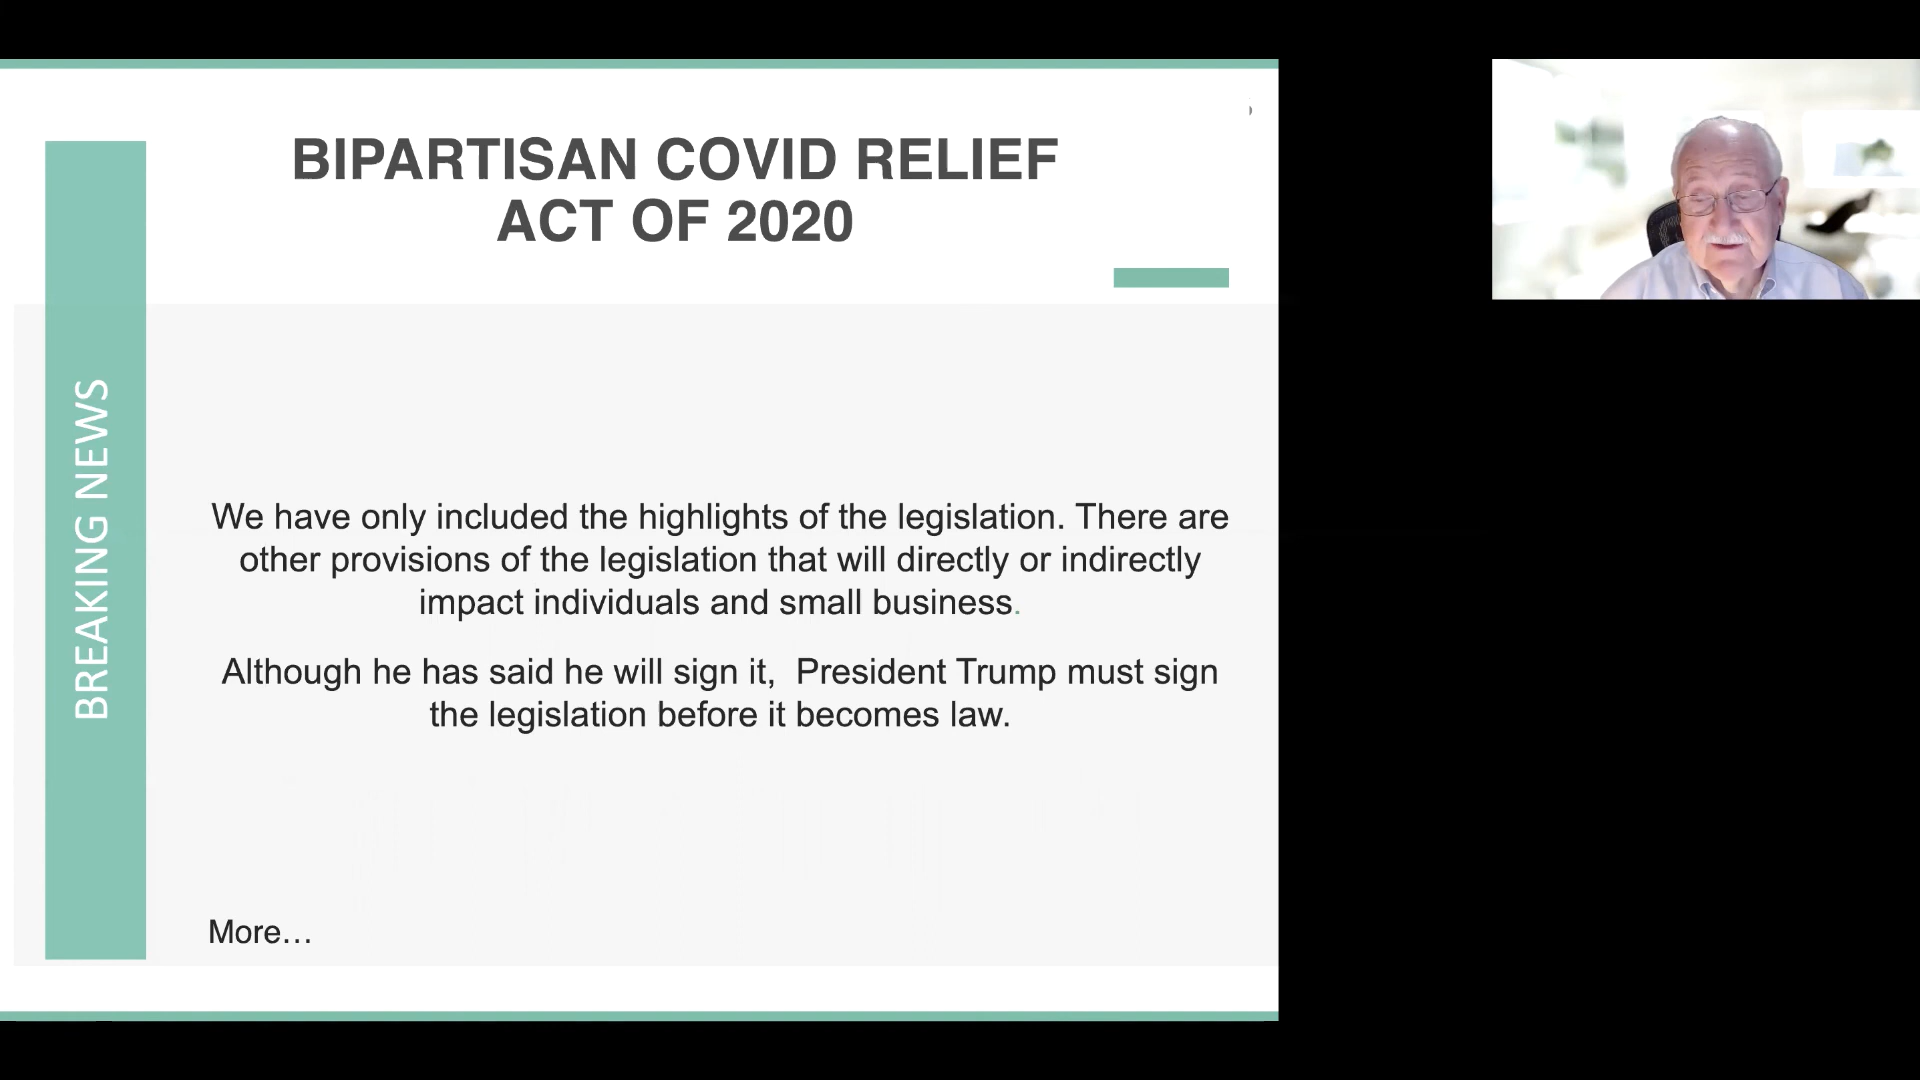 BIPARTISAN COVID RELIEF
ACT OF 2020
BREAKING NEWS
We have only included the highlights of the legislation. There are
other provisions of the legislation that will directly or indirectly
impact individuals and small business.
Although he has said he will sign it,  President Trump must sign
the legislation before it becomes law.
More…